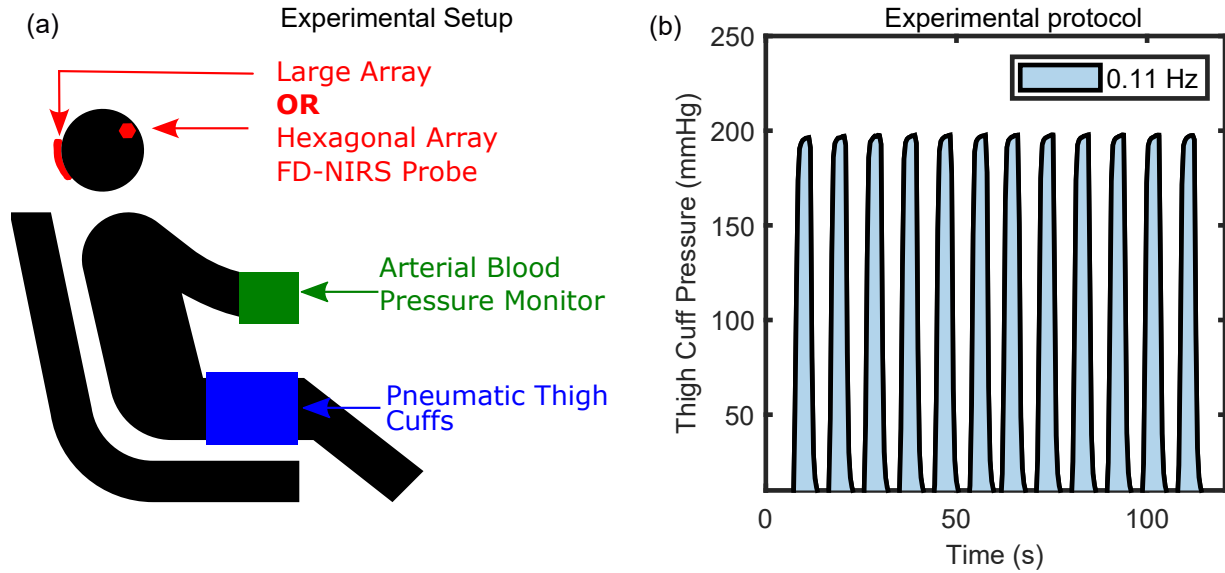 (a)
Experimental Setup
Large Array
OR
Hexagonal Array
FD-NIRS Probe
Arterial Blood
Pressure Monitor
Pneumatic Thigh
Cuffs
(b)
Experimental protocol
0.11 Hz
Thigh Cuff Pressure (mmHg)
250
200
150
100
50
0
50
100
Time (s)